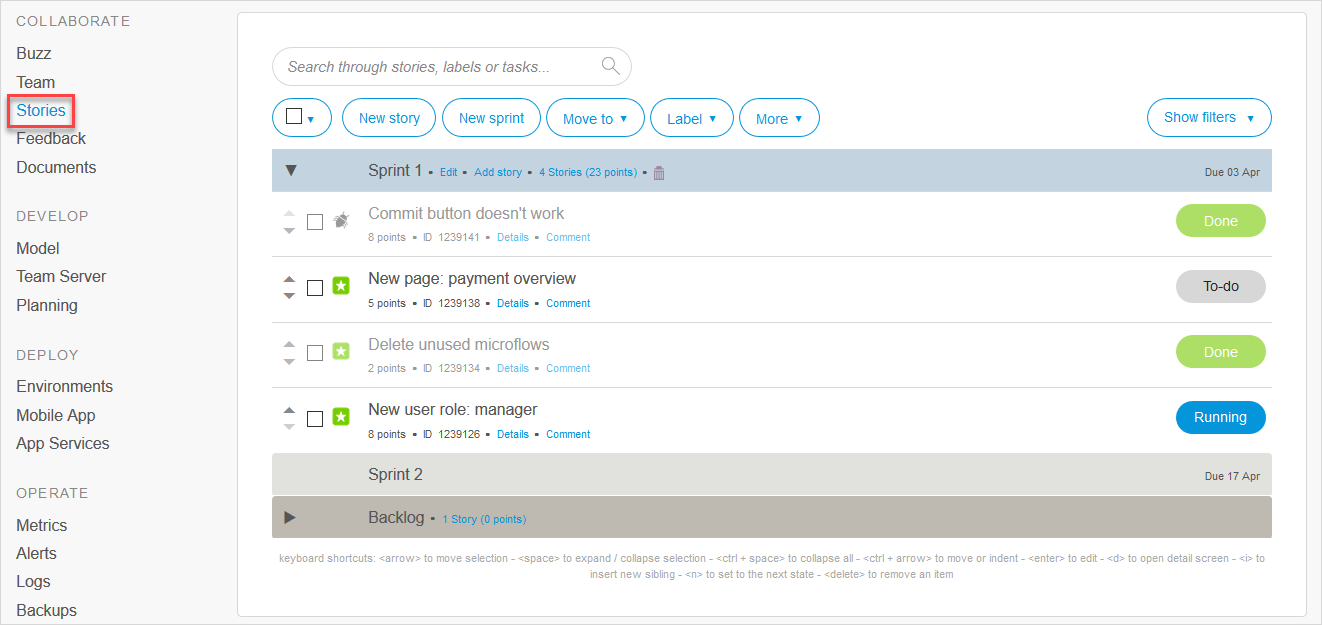 COLLABORATE
Buzz
Team
Stories
Feedback
Documents
DEVELOP
Model
Team Server
Planning
DEPLOY
Environments
Mobile App
App Services
OPERATE
Metrics
Alerts
Logs
Backups
Search through stories, labels or tasks...
▼ New story New sprint Move to ▼ Label ▼ More ▼ Show filters ▼
▼ Sprint 1 ▪ Edit ▪ Add story ▪ 4 Stories (23 points) ▪ Due 03 Apr
Commit button doesn't work Done
8 points ▪ ID 1239141 ▪ Details ▪ Comment
New page: payment overview To-do
5 points ▪ ID 1239138 ▪ Details ▪ Comment
Delete unused microflows Done
2 points ▪ ID 1239134 ▪ Details ▪ Comment
New user role: manager Running
8 points ▪ ID 1239126 ▪ Details ▪ Comment
Sprint 2 Due 17 Apr
▶ Backlog ▪ 1 Story (0 points)
keyboard shortcuts: <arrow> to move selection - <space> to expand / collapse selection - <ctrl + space> to collapse all - <ctrl + arrow> to move or indent - <enter> to edit - <d> to open detail screen - <i> to
insert new sibling - <n> to set to the next state - <delete> to remove an item